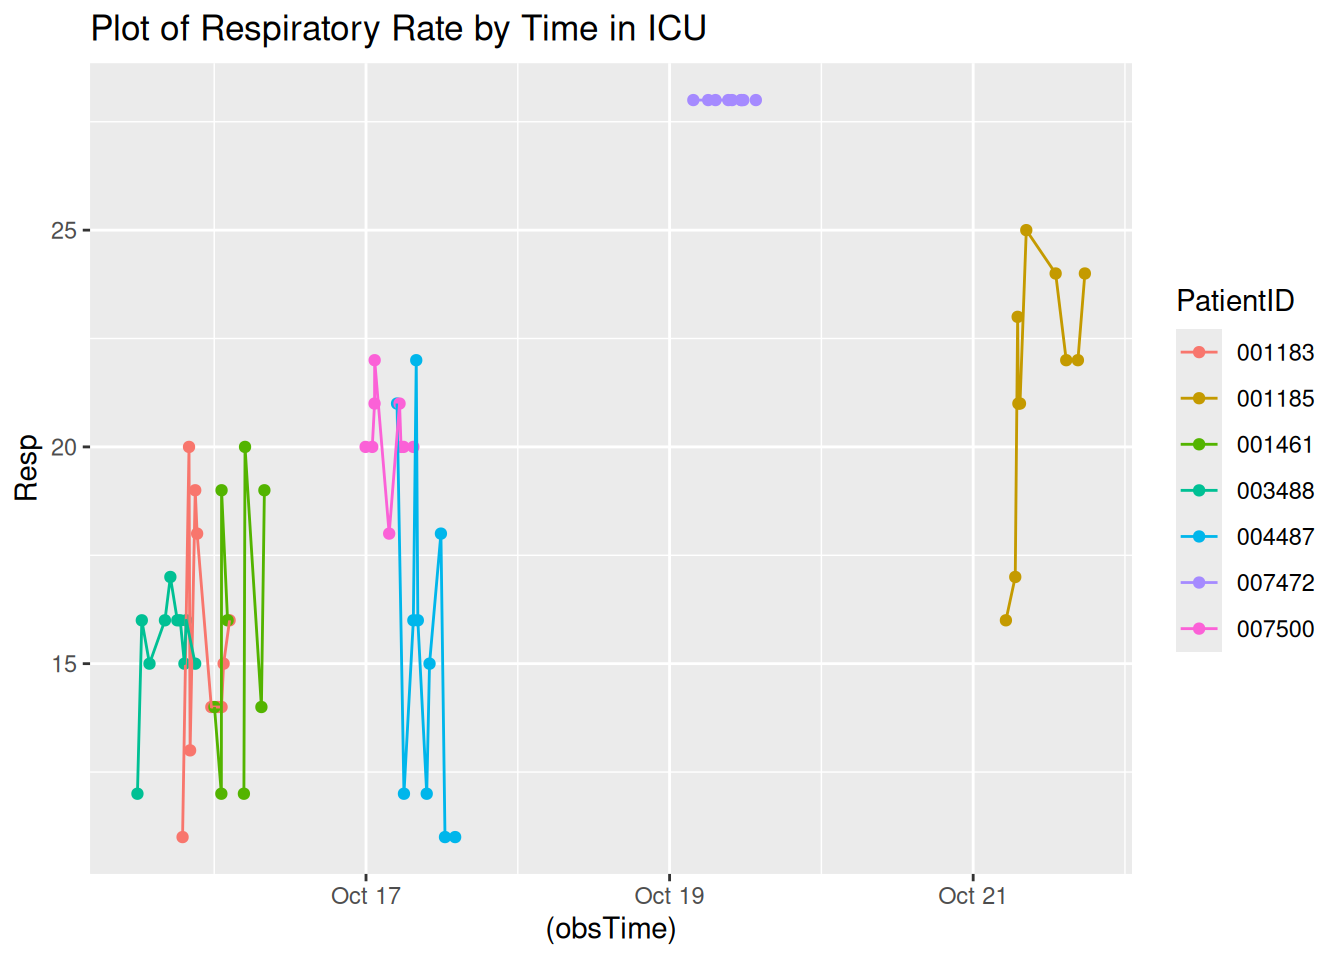 Plot of Respiratory Rate by Time in ICU
25
20
15
Resp
Oct 17
Oct 19
Oct 21
(obsTime)
PatientID
001183
001185
001461
003488
004487
007472
007500